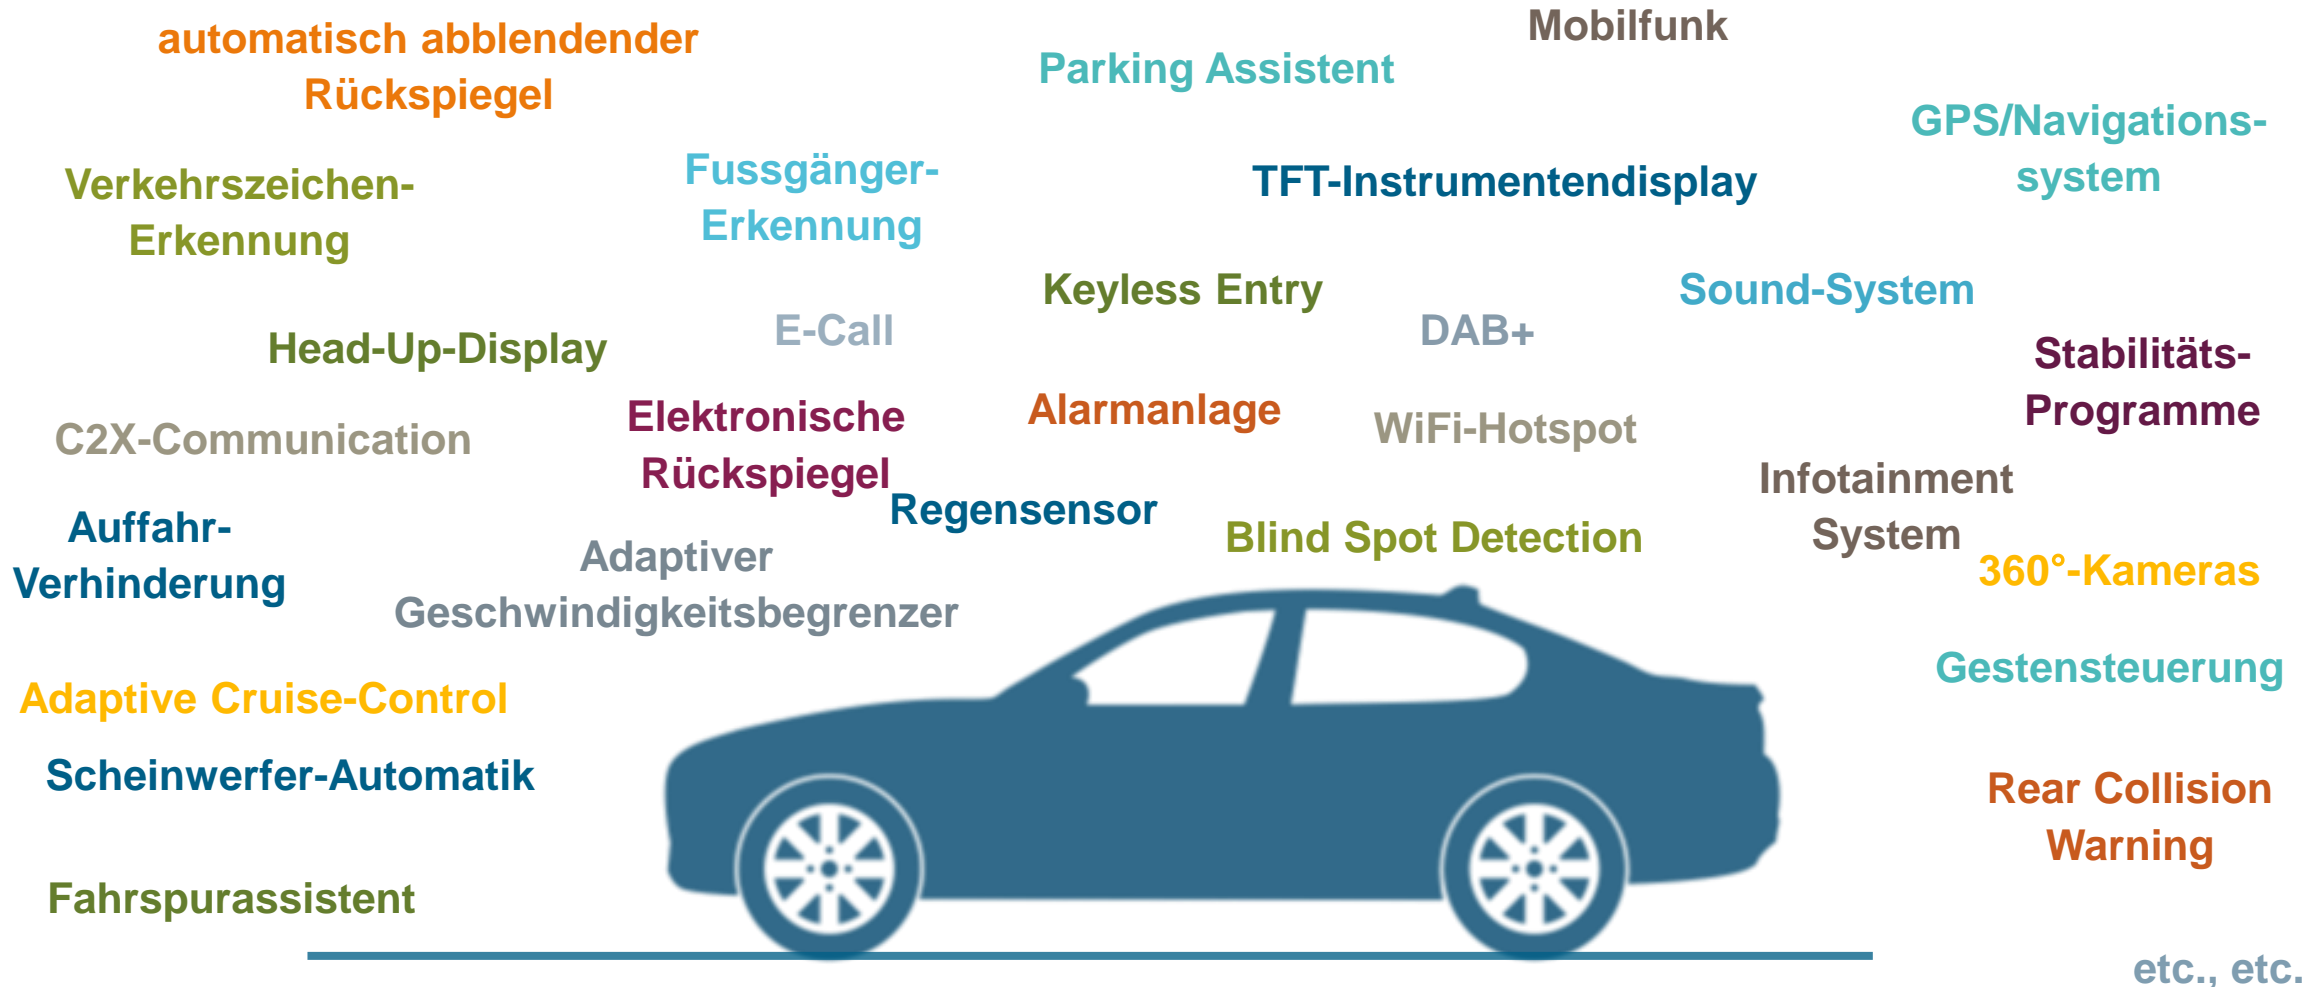 automatisch abblendender
Rückspiegel
Parking Assistent
Mobilfunk
GPS/Navigations-
system
Verkehrszeichen-
Erkennung
Fussgänger-
Erkennung
TFT-Instrumentendisplay
Keyless Entry
Sound-System
Head-Up-Display
E-Call
DAB+
Stabilitäts-
Programme
C2X-Communication
Elektronische
Rückspiegel
Alarmanlage
WiFi-Hotspot
Infotainment
System
Auffahr-
Verhinderung
Adaptiver
Geschwindigkeitsbegrenzer
Regensensor
Blind Spot Detection
360°-Kameras
Gestensteuerung
Adaptive Cruise-Control
Scheinwerfer-Automatik
Rear Collision
Warning
Fahrspurassistent
etc., etc.